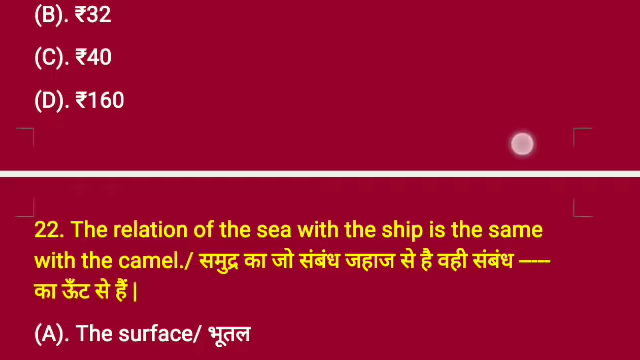 (B). ₹32
(C). ₹40
(D). ₹160
22. The relation of the sea with the ship is the same
with the camel./ समुद्र का जो संबंध जहाज से है वही संबंध -----
का ऊँट से हैं |
(A). The surface/ भूतल